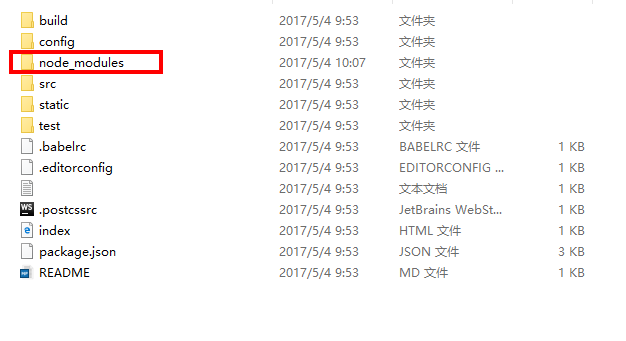 build 2017/5/4 9:53 文件夹
config 2017/5/4 9:53 文件夹
node_modules 2017/5/4 10:07 文件夹
src 2017/5/4 9:53 文件夹
static 2017/5/4 9:53 文件夹
test 2017/5/4 9:53 文件夹
.babelrc 2017/5/4 9:53 BABELRC 文件 1 KB
.editorconfig 2017/5/4 9:53 EDITORCONFIG ... 1 KB
2017/5/4 9:53 文本文档 1 KB
WS .postcssrc 2017/5/4 9:53 JetBrains WebSt... 1 KB
index 2017/5/4 9:53 HTML 文件 1 KB
package.json 2017/5/4 9:53 JSON 文件 3 KB
README 2017/5/4 9:53 MD 文件 1 KB